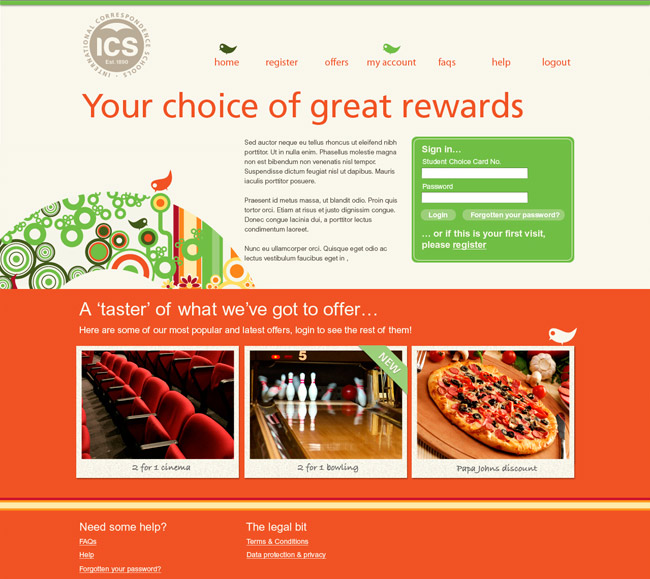 INTERNATIONAL CORRESPONDENCE SCHOOLS
ICS
Est. 1890
home register offers my account faqs help logout
Your choice of great rewards
Sed auctor neque eu tellus rhoncus ut eleifend nibh
porttitor. Ut in nulla enim. Phasellus molestie magna
non est bibendum non venenatis nisl tempor.
Suspendisse dictum feugiat nisl ut dapibus. Mauris
iaculis porttitor posuere.
Praesent id metus massa, ut blandit odio. Proin quis
tortor orci. Etiam at risus et justo dignissim congue.
Donec congue lacinia dui, a porttitor lectus
condimentum laoreet.
Nunc eu ullamcorper orci. Quisque eget odio ac
lectus vestibulum faucibus eget in ,
Sign in...
Student Choice Card No.
Password
Login Forgotten your password?
... or if this is your first visit,
please register
A ‘taster’ of what we’ve got to offer…
Here are some of our most popular and latest offers, login to see the rest of them!
5
NEW
2 for 1 cinema
2 for 1 bowling
Papa Johns discount
Need some help?
FAQs
Help
Forgotten your password?
The legal bit
Terms & Conditions
Data protection & privacy